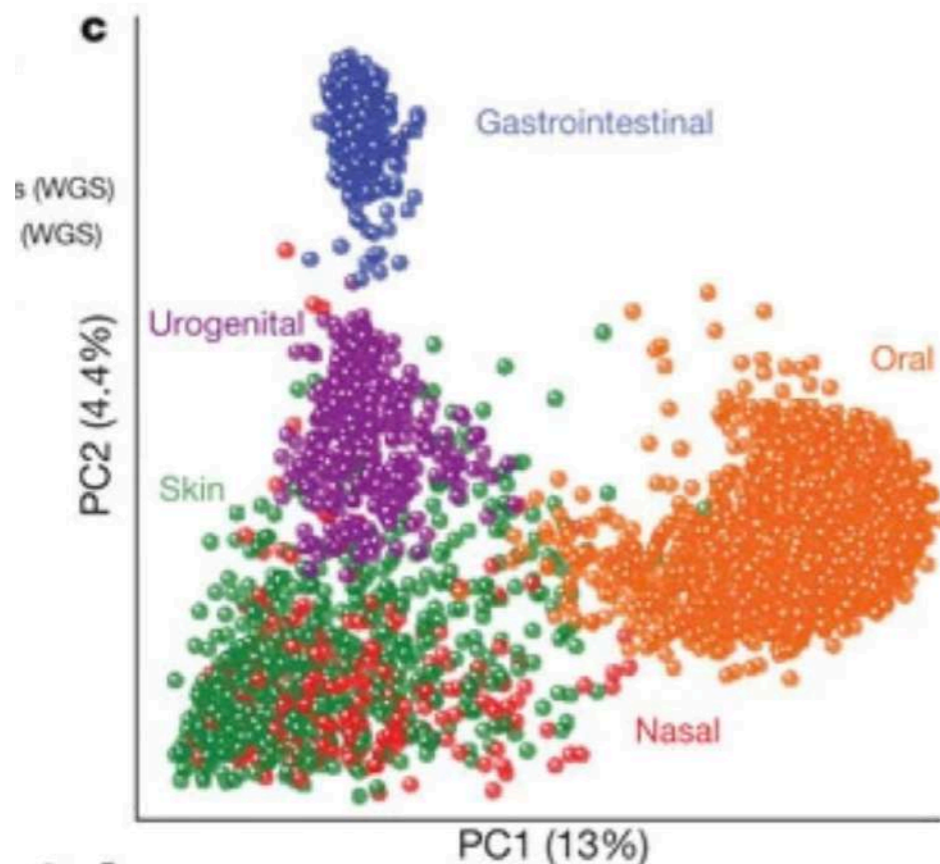 c
Gastrointestinal
s (WGS)
(WGS)
Urogenital
Oral
PC2 (4.4%)
Skin
Nasal
PC1 (13%)